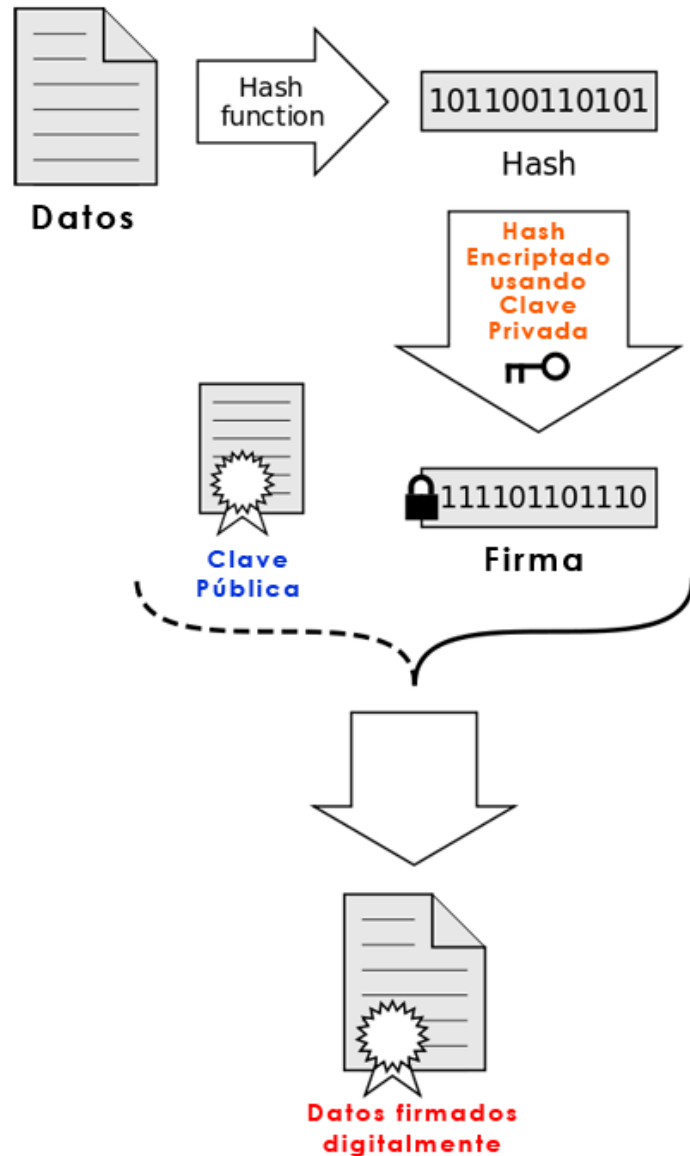 Datos
Hash
function
101100110101
Hash
Hash
Encriptado
usando
Clave
Privada
Clave
Pública
111101101110
Firma
Datos firmados
digitalmente